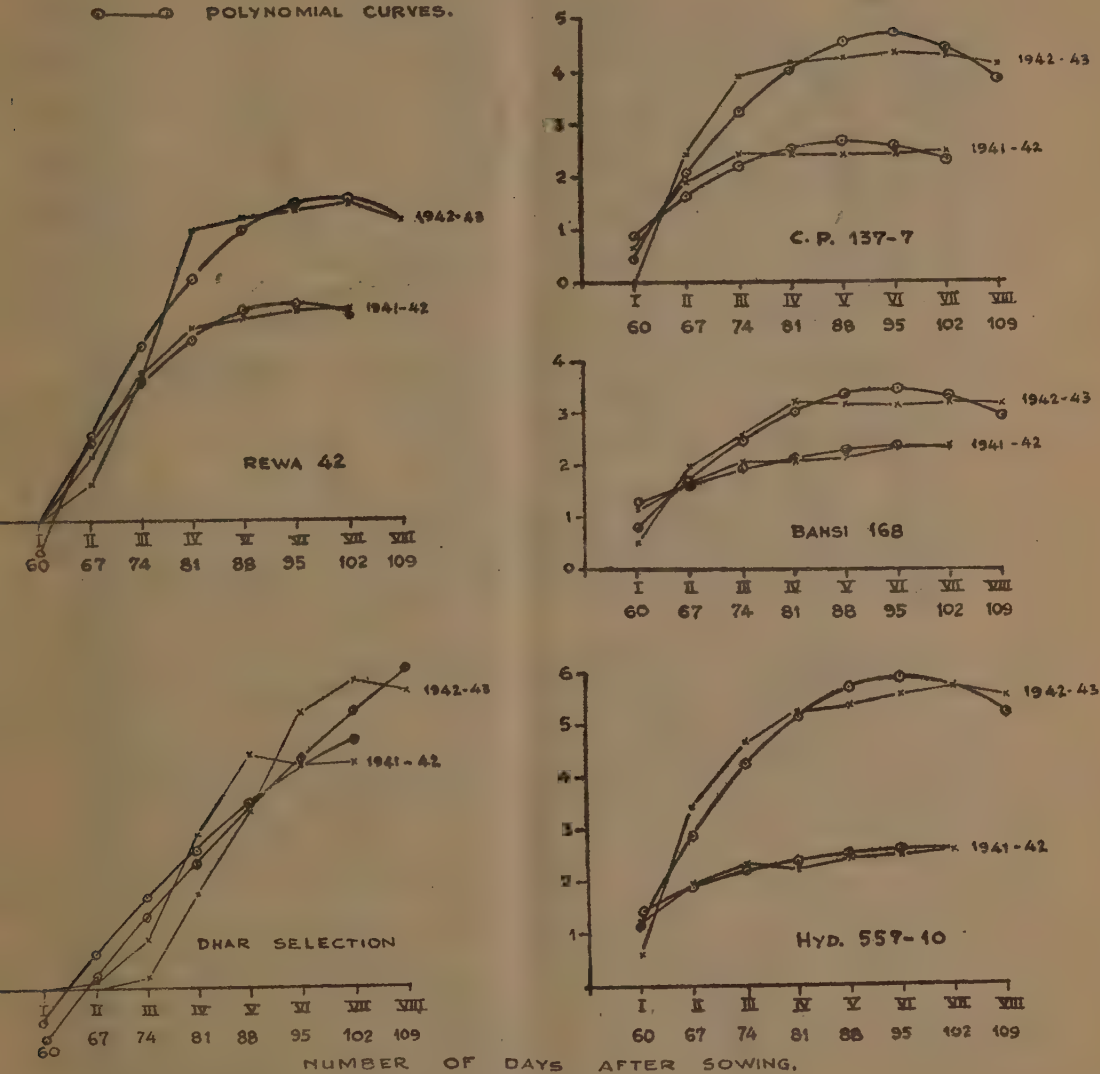 POLYNOMIAL CURVES.
1942-43
1941-42
REWA 42
I II III IV V VI VII VIII
60 67 74 81 88 95 102 109
5
4
3
2
1
0
1942-43
1941-42
C. P. 137-7
I II III IV V VI VII VIII
60 67 74 81 88 95 102 109
4
3
2
1
0
1942-43
1941-42
BANSI 168
I II III IV V VI VII VIII
60 67 74 81 88 95 102 109
1942-43
1941-42
DHAR SELECTION
I II III IV V VI VII VIII
60 67 74 81 88 95 102 109
6
5
4
3
2
1
1942-43
1941-42
HYD. 557-10
I II III IV V VI VII VIII
60 67 74 81 88 95 102 109
NUMBER OF DAYS AFTER SOWING.